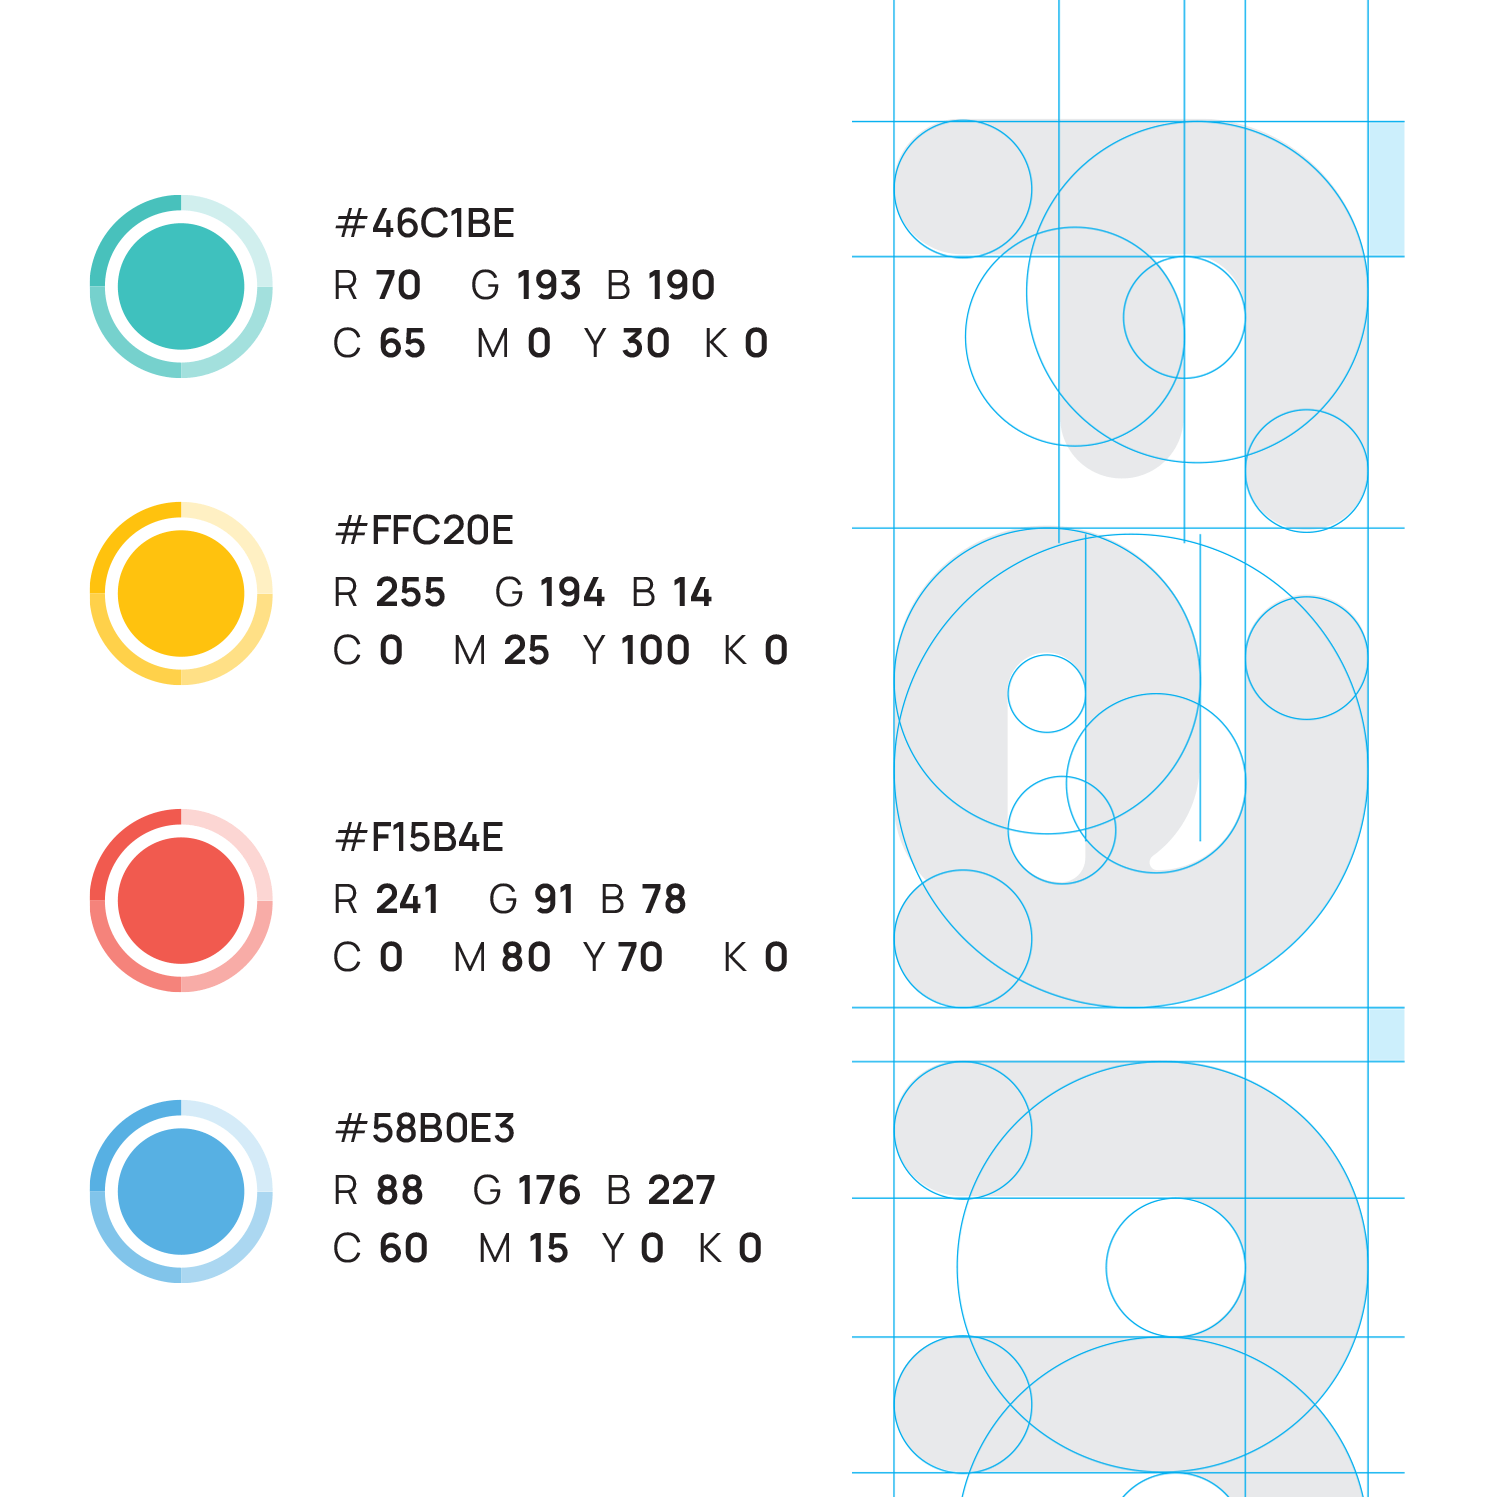 #46C1BE
R 70 G 193 B 190
C 65 M 0 Y 30 K 0
#FFC20E
R 255 G 194 B 14
C 0 M 25 Y 100 K 0
#F15B4E
R 241 G 91 B 78
C 0 M 80 Y 70 K 0
#58B0E3
R 88 G 176 B 227
C 60 M 15 Y 0 K 0